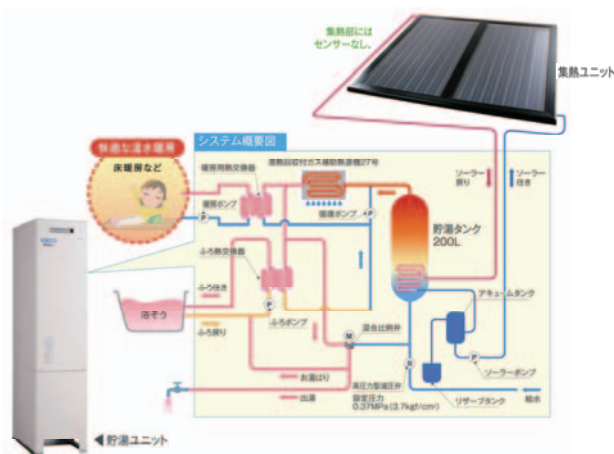 集熱部には
センサーなし。
集熱ユニット
快適な温水暖房
床暖房など
システム概要図
暖房用熱交換器
潜熱回収付ガス補助熱源機27号
暖房ポンプ
P
循環ポンプ
P
ソーラー
戻り
ソーラー
往き
貯湯タンク
200L
ふろ熱交換器
アキュームタンク
ふろ往き
浴そう
P
ふろポンプ
ふろ戻り
M
混合比例弁
P
ソーラーポンプ
お湯はり
R
高圧力型減圧弁
リザーブタンク
出湯
設定圧力
0.37MPa (3.7kgf/cm²)
給水
◀貯湯ユニット